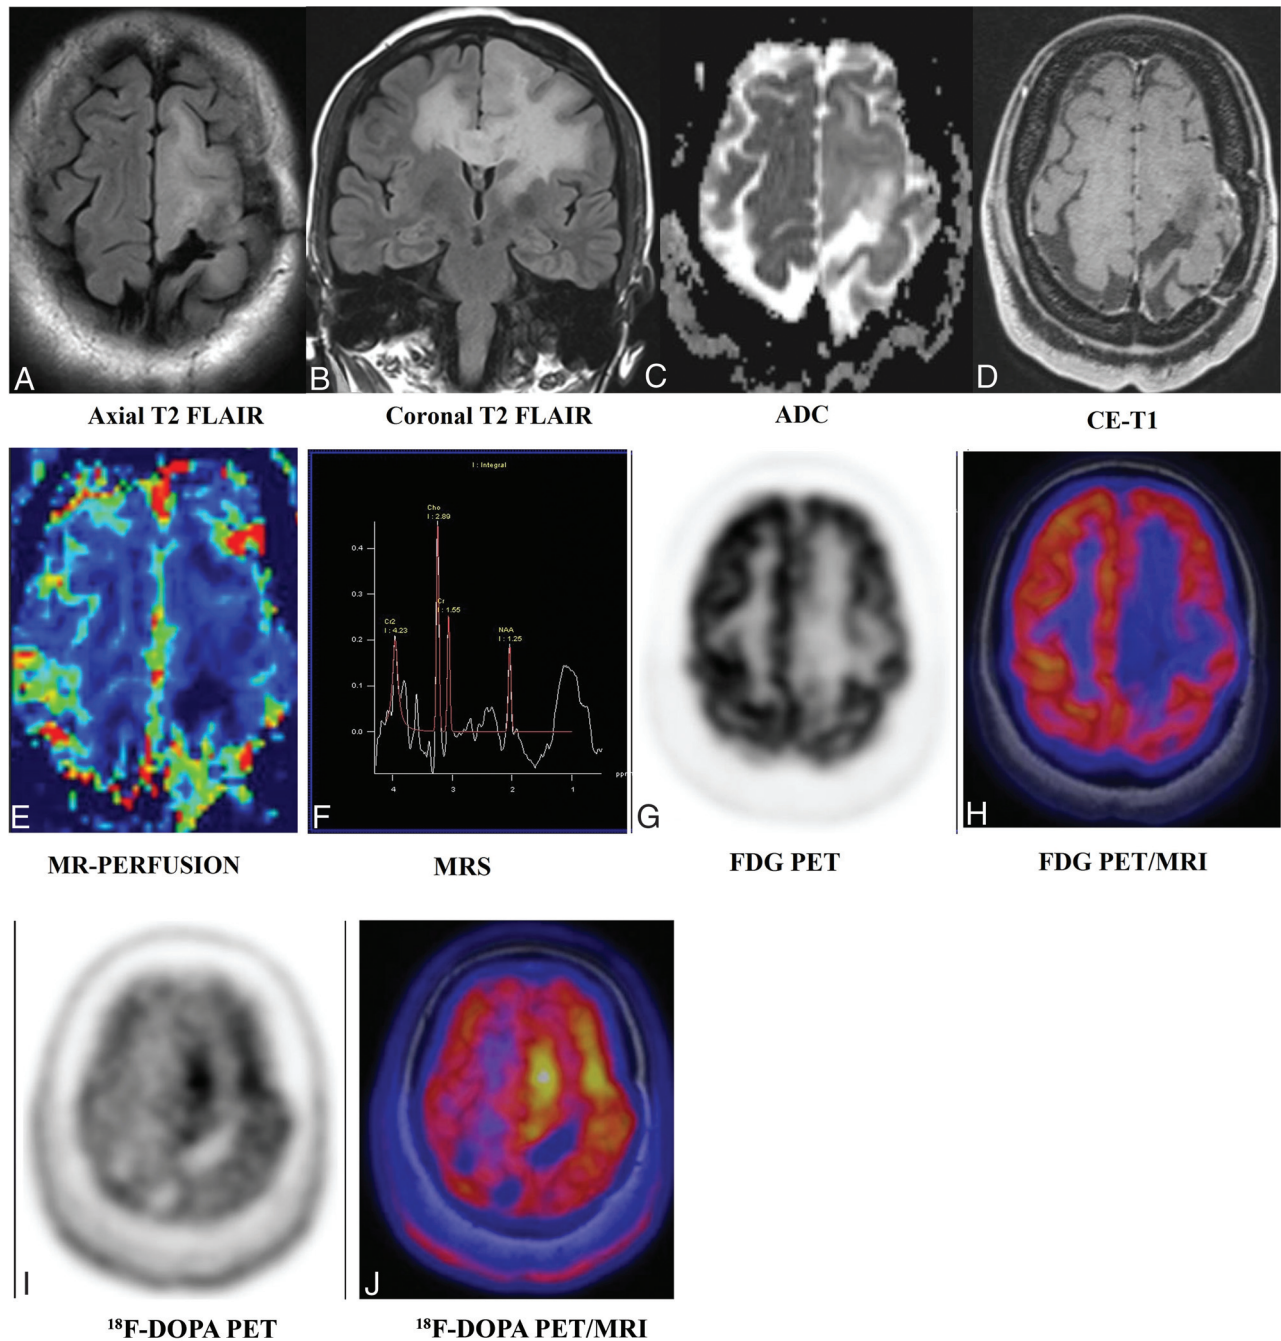 A
B
C
D
Axial T2 FLAIR
Coronal T2 FLAIR
ADC
CE-T1
I : Integral
Cho
I : 2.89
Cr
I : 1.55
Cr2
I : 4.23
NAA
I : 1.25
0.4
0.3
0.2
0.1
0.0
4
3
2
1
E
F
G
H
MR-PERFUSION
MRS
FDG PET
FDG PET/MRI
I
J
¹⁸F-DOPA PET
¹⁸F-DOPA PET/MRI